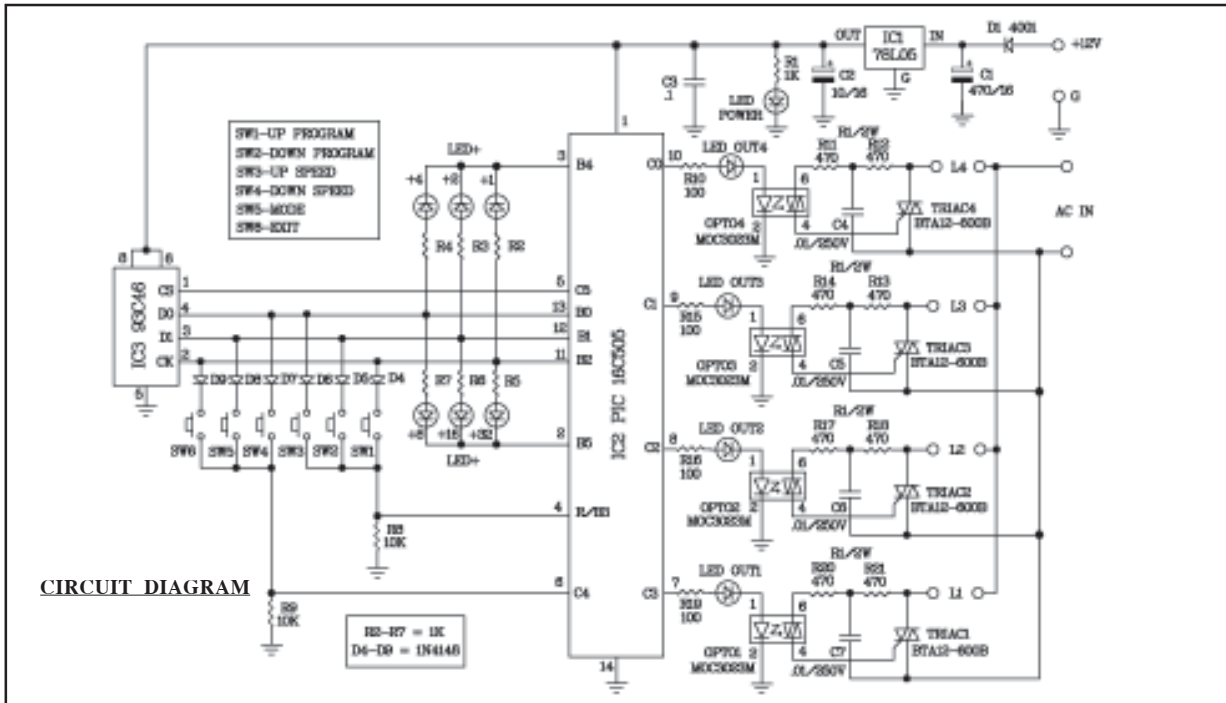 D1 4001
+12V
OUT
IC1
78L05
IN
G
R1
1K
C3
.1
C2
10/16
C1
470/16
G
LED
POWER
1
SW1-UP PROGRAM
SW2-DOWN PROGRAM
SW3-UP SPEED
SW4-DOWN SPEED
SW5-MODE
SW6-EXIT
LED+
+4
+2
+1
R4
R3
R2
3
B4
C0
10
R10
100
LED OUT4
1
2
6
4
OPTO4
MOC3023M
R1/2W
R11
470
R12
470
C4
.01/250V
L4
TRIAC4
BTA12-600B
AC IN
8
6
IC3 93C46
CS
1
D0
4
D1
3
CK
2
5
5
C5
13
B0
12
B1
11
B2
IC2 PIC 16C505
C1
9
R15
100
LED OUT3
1
2
6
4
OPTO3
MOC3023M
R1/2W
R14
470
R13
470
C5
.01/250V
L3
TRIAC3
BTA12-600B
D9
D8
D7
D6
D5
D4
R7
R6
R5
SW6
SW5
SW4
SW3
SW2
SW1
+8
+16
+32
LED+
2
B5
C2
8
R16
100
LED OUT2
1
2
6
4
OPTO2
MOC3023M
R1/2W
R17
470
R18
470
C6
.01/250V
L2
TRIAC2
BTA12-600B
4
R/B3
R8
10K
CIRCUIT DIAGRAM
6
C4
R9
10K
R2-R7 = 1K
D4-D9 = 1N4148
14
C3
7
R19
100
LED OUT1
1
2
6
4
OPTO1
MOC3023M
R1/2W
R20
470
R21
470
C7
.01/250V
L1
TRIAC1
BTA12-600B